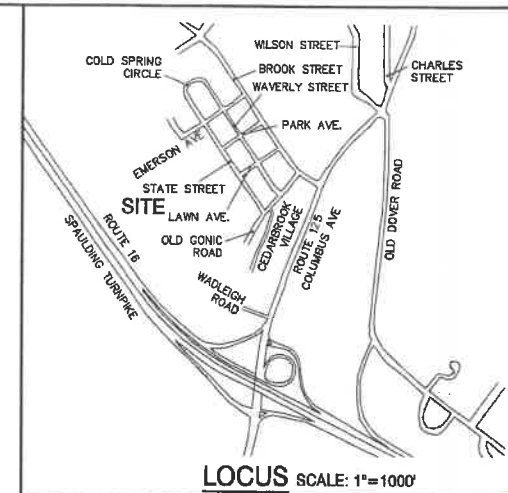 WILSON STREET
COLD SPRING
CIRCLE
BROOK STREET
CHARLES
STREET
WAVERLY STREET
PARK AVE.
EMERSON AVE
STATE STREET
SITE
LAWN AVE.
OLD GONIC
ROAD
CEDARBROOK
VILLAGE
ROUTE 125
COLUMBUS AVE
OLD DOVER ROAD
ROUTE 16
SPAULDING TURNPIKE
WADLEIGH
ROAD
LOCUS SCALE: 1"=1000'